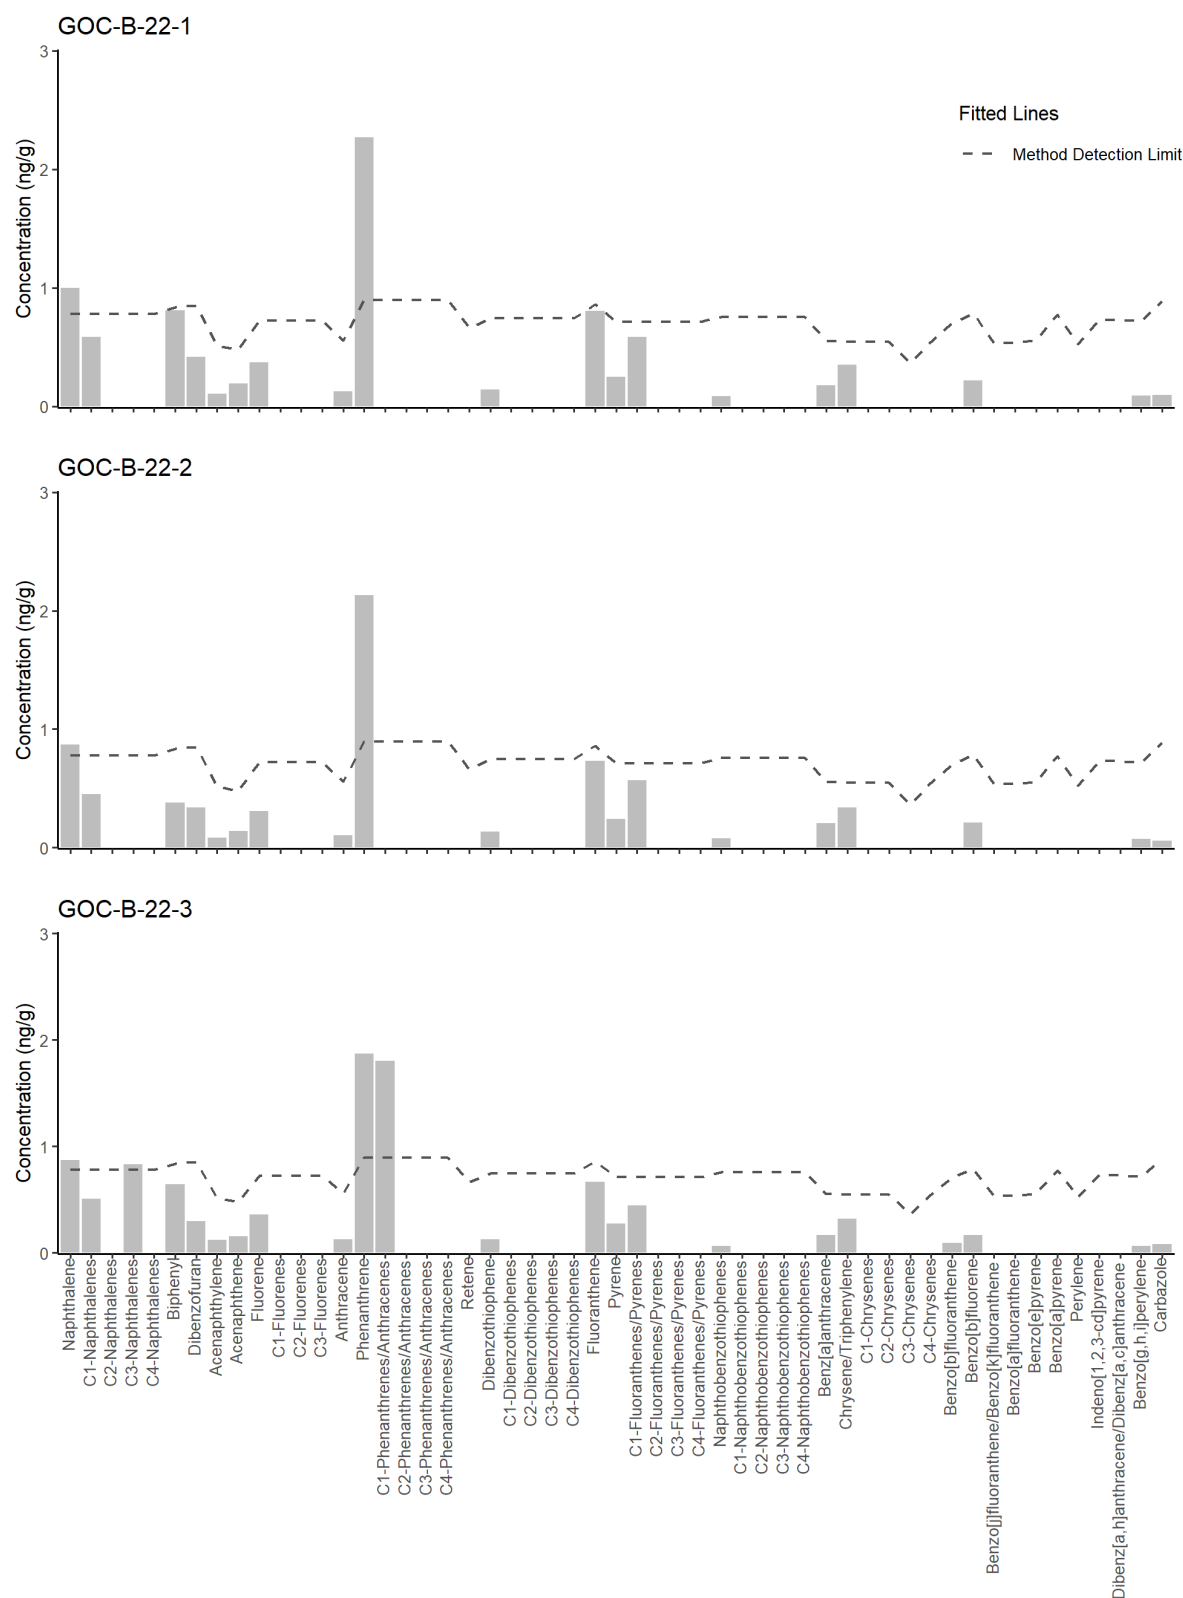 GOC-B-22-1
3
2
1
0
Concentration (ng/g)
Fitted Lines
Method Detection Limit
GOC-B-22-2
3
2
1
0
Concentration (ng/g)
GOC-B-22-3
3
2
1
0
Concentration (ng/g)
Naphthalene
C1-Naphthalenes
C2-Naphthalenes
C3-Naphthalenes
C4-Naphthalenes
Biphenyl
Dibenzofuran
Acenaphthylene
Acenaphthene
Fluorene
C1-Fluorenes
C2-Fluorenes
C3-Fluorenes
Anthracene
Phenanthrene
C1-Phenanthrenes/Anthracenes
C2-Phenanthrenes/Anthracenes
C3-Phenanthrenes/Anthracenes
C4-Phenanthrenes/Anthracenes
Retene
Dibenzothiophene
C1-Dibenzothiophenes
C2-Dibenzothiophenes
C3-Dibenzothiophenes
C4-Dibenzothiophenes
Fluoranthene
Pyrene
C1-Fluoranthenes/Pyrenes
C2-Fluoranthenes/Pyrenes
C3-Fluoranthenes/Pyrenes
C4-Fluoranthenes/Pyrenes
Naphthobenzothiophenes
C1-Naphthobenzothiophenes
C2-Naphthobenzothiophenes
C3-Naphthobenzothiophenes
C4-Naphthobenzothiophenes
Benz[a]anthracene
Chrysene/Triphenylene
C1-Chrysenes
C2-Chrysenes
C3-Chrysenes
C4-Chrysenes
Benzo[b]fluoranthene
Benzo[b]fluorene
Benzo[j]fluoranthene/Benzo[k]fluoranthene
Benzo[a]fluoranthene
Benzo[e]pyrene
Benzo[a]pyrene
Perylene
Indeno[1,2,3-cd]pyrene
Dibenz[a,h]anthracene/Dibenz[a,c]anthracene
Benzo[g,h,i]perylene
Carbazole